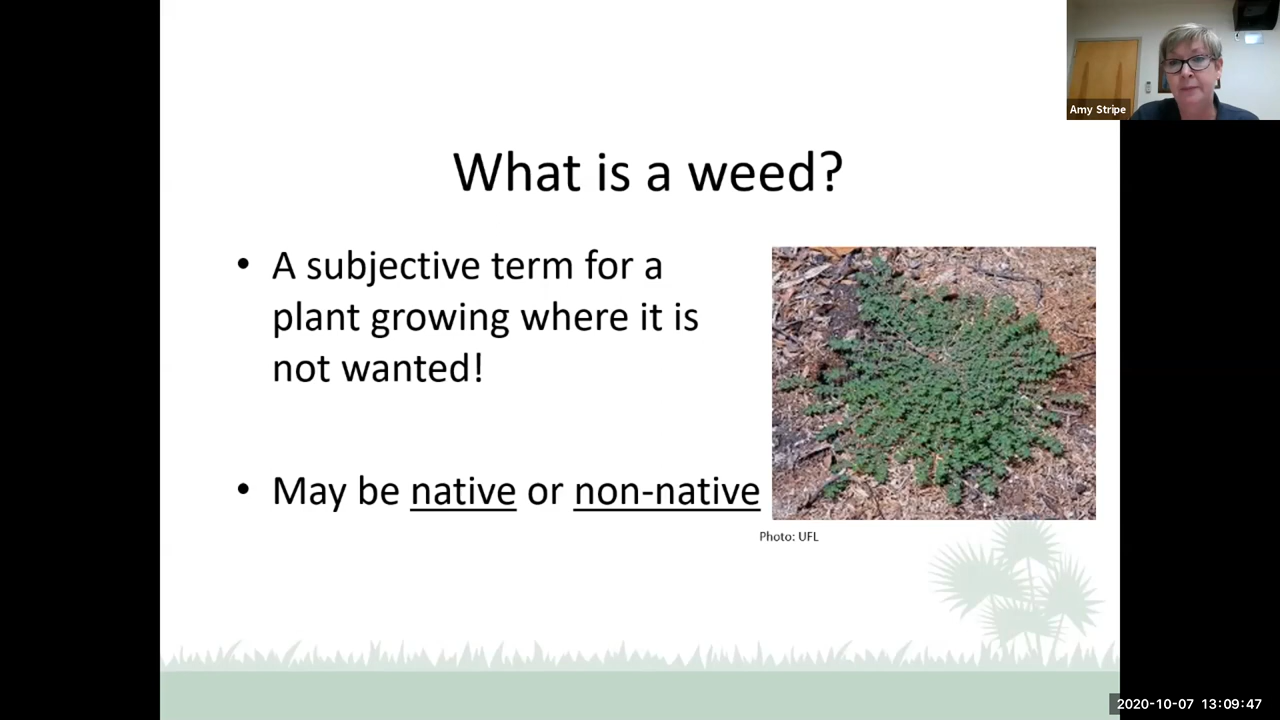 Amy Stripe
What is a weed?
• A subjective term for a
plant growing where it is
not wanted!
• May be native or non-native
Photo: UFL
2020-10-07 13:09:47